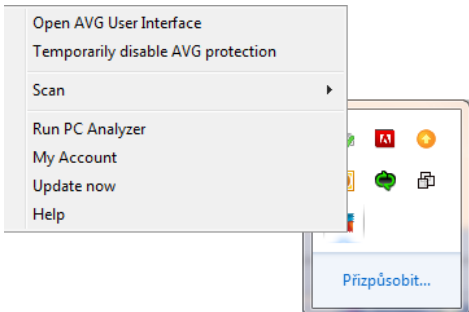 Open AVG User Interface
Temporarily disable AVG protection
Scan
Run PC Analyzer
My Account
Update now
Help
Přizpůsobit...